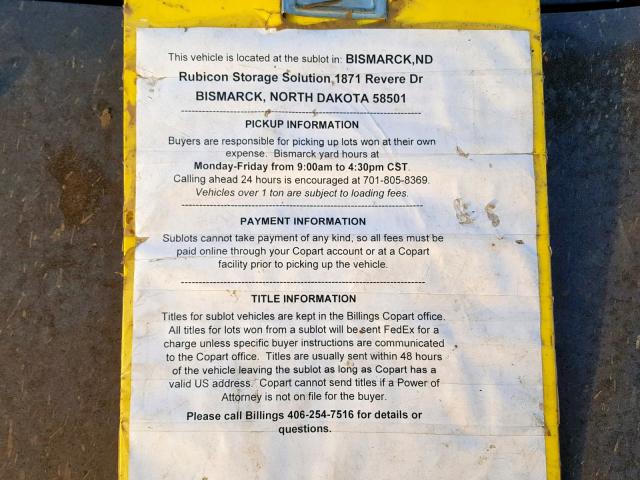 This vehicle is located at the sublot in: BISMARCK,ND
Rubicon Storage Solution 1871 Revere Dr
BISMARCK, NORTH DAKOTA 58501
------------------------------------------------------------
PICKUP INFORMATION
Buyers are responsible for picking up lots won at their own
expense. Bismarck yard hours at
Monday-Friday from 9:00am to 4:30pm CST.
Calling ahead 24 hours is encouraged at 701-805-8369.
Vehicles over 1 ton are subject to loading fees.
------------------------------------------------------------
PAYMENT INFORMATION
Sublots cannot take payment of any kind, so all fees must be
paid online through your Copart account or at a Copart
facility prior to picking up the vehicle.
------------------------------------------------------------
TITLE INFORMATION
Titles for sublot vehicles are kept in the Billings Copart office.
All titles for lots won from a sublot will be sent FedEx for a
charge unless specific buyer instructions are communicated
to the Copart office. Titles are usually sent within 48 hours
of the vehicle leaving the sublot as long as Copart has a
valid US address. Copart cannot send titles if a Power of
Attorney is not on file for the buyer.
Please call Billings 406-254-7516 for details or
questions.